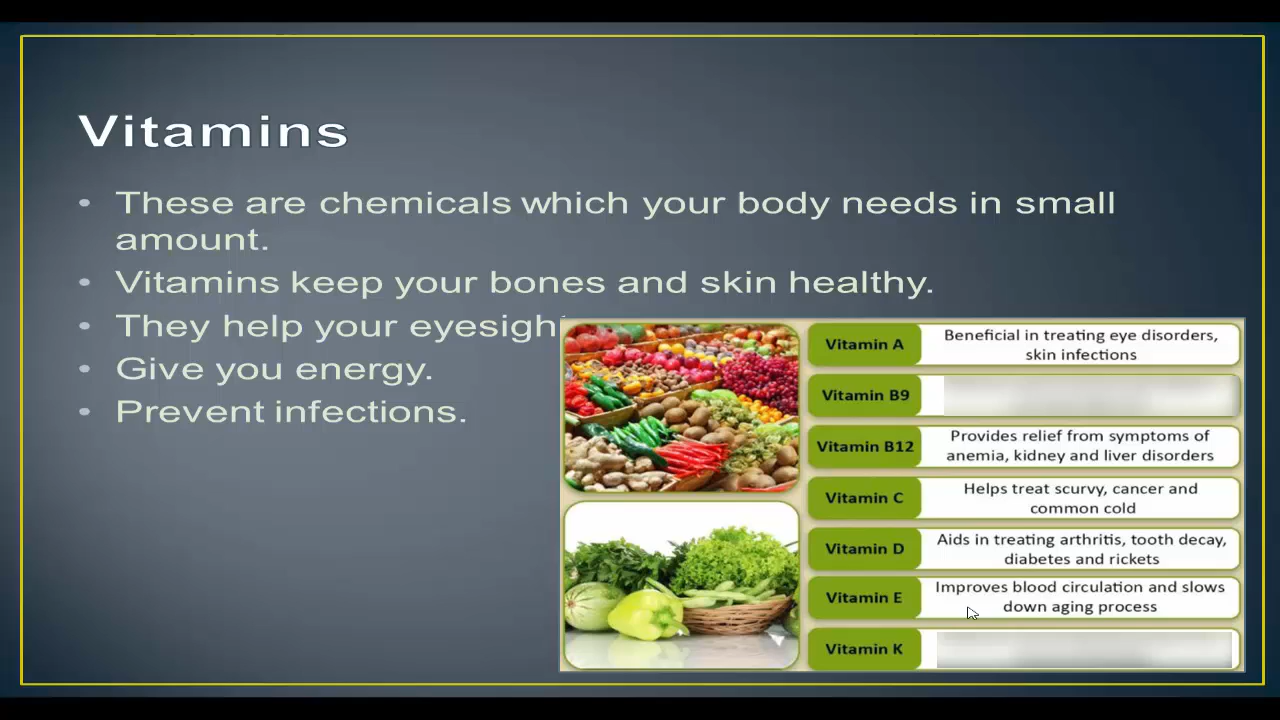 Vitamins
• These are chemicals which your body needs in small
amount.
• Vitamins keep your bones and skin healthy.
• They help your
• Give you energy.
• Prevent infections.
Vitamin A
Beneficial in treating eye disorders,
skin infections
Vitamin B9
Vitamin B12
Provides relief from symptoms of
anemia, kidney and liver disorders
Vitamin C
Helps treat scurvy, cancer and
common cold
Vitamin D
Aids in treating arthritis, tooth decay,
diabetes and rickets
Vitamin E
Improves blood circulation and slows
down aging process
Vitamin K